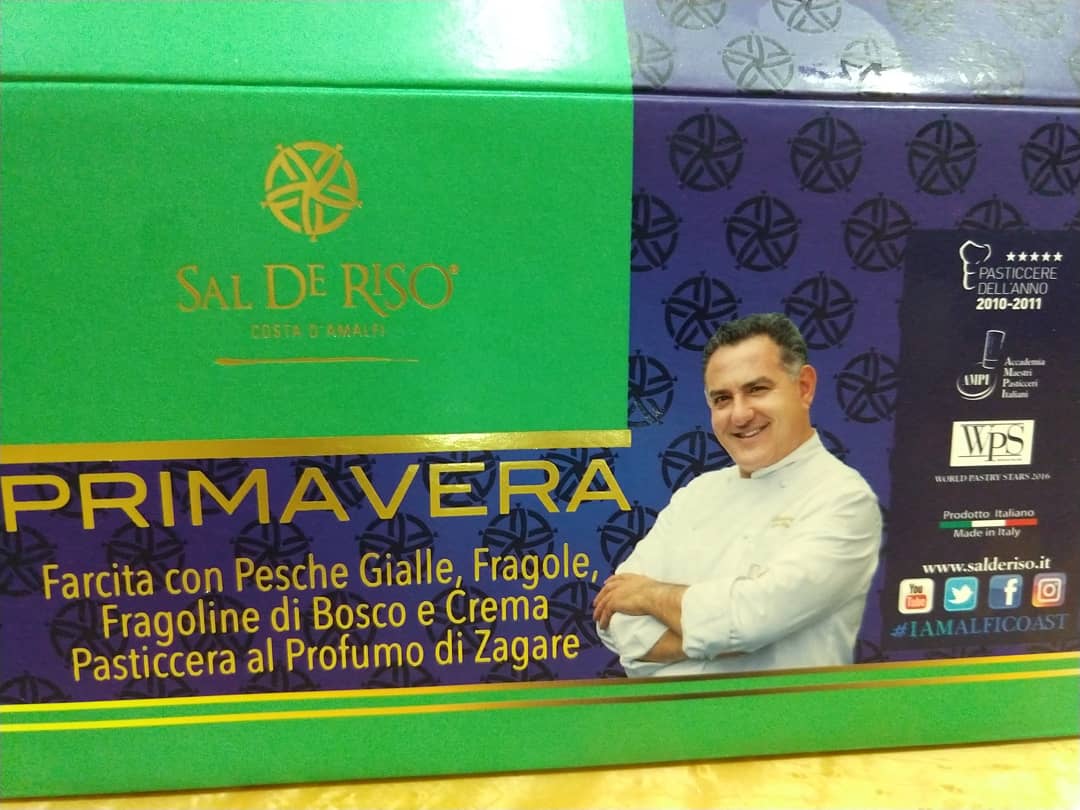 SAL DE RISO®
COSTA D'AMALFI
PRIMAVERA
Farcita con Pesche Gialle, Fragole,
Fragoline di Bosco e Crema
Pasticcera al Profumo di Zagare
PASTICCERE
DELL'ANNO
2010-2011
AMPI
Accademia
Maestri
Pasticceri
Italiani
WPS
WORLD PASTRY STARS 2016
Prodotto Italiano
Made in Italy
www.salderiso.it
You
Tube
f
#IAMALFICOAST